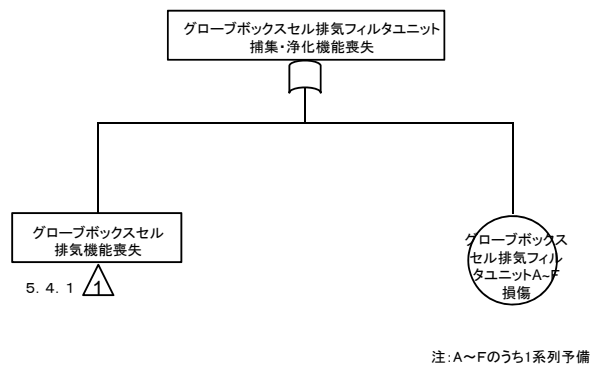 グローブボックスセル排気フィルタユニット
捕集・浄化機能喪失
グローブボックスセル
排気機能喪失
5.4.1
1
グローブボックス
セル排気フィル
タユニットA~F
損傷
注:A～Fのうち1系列予備